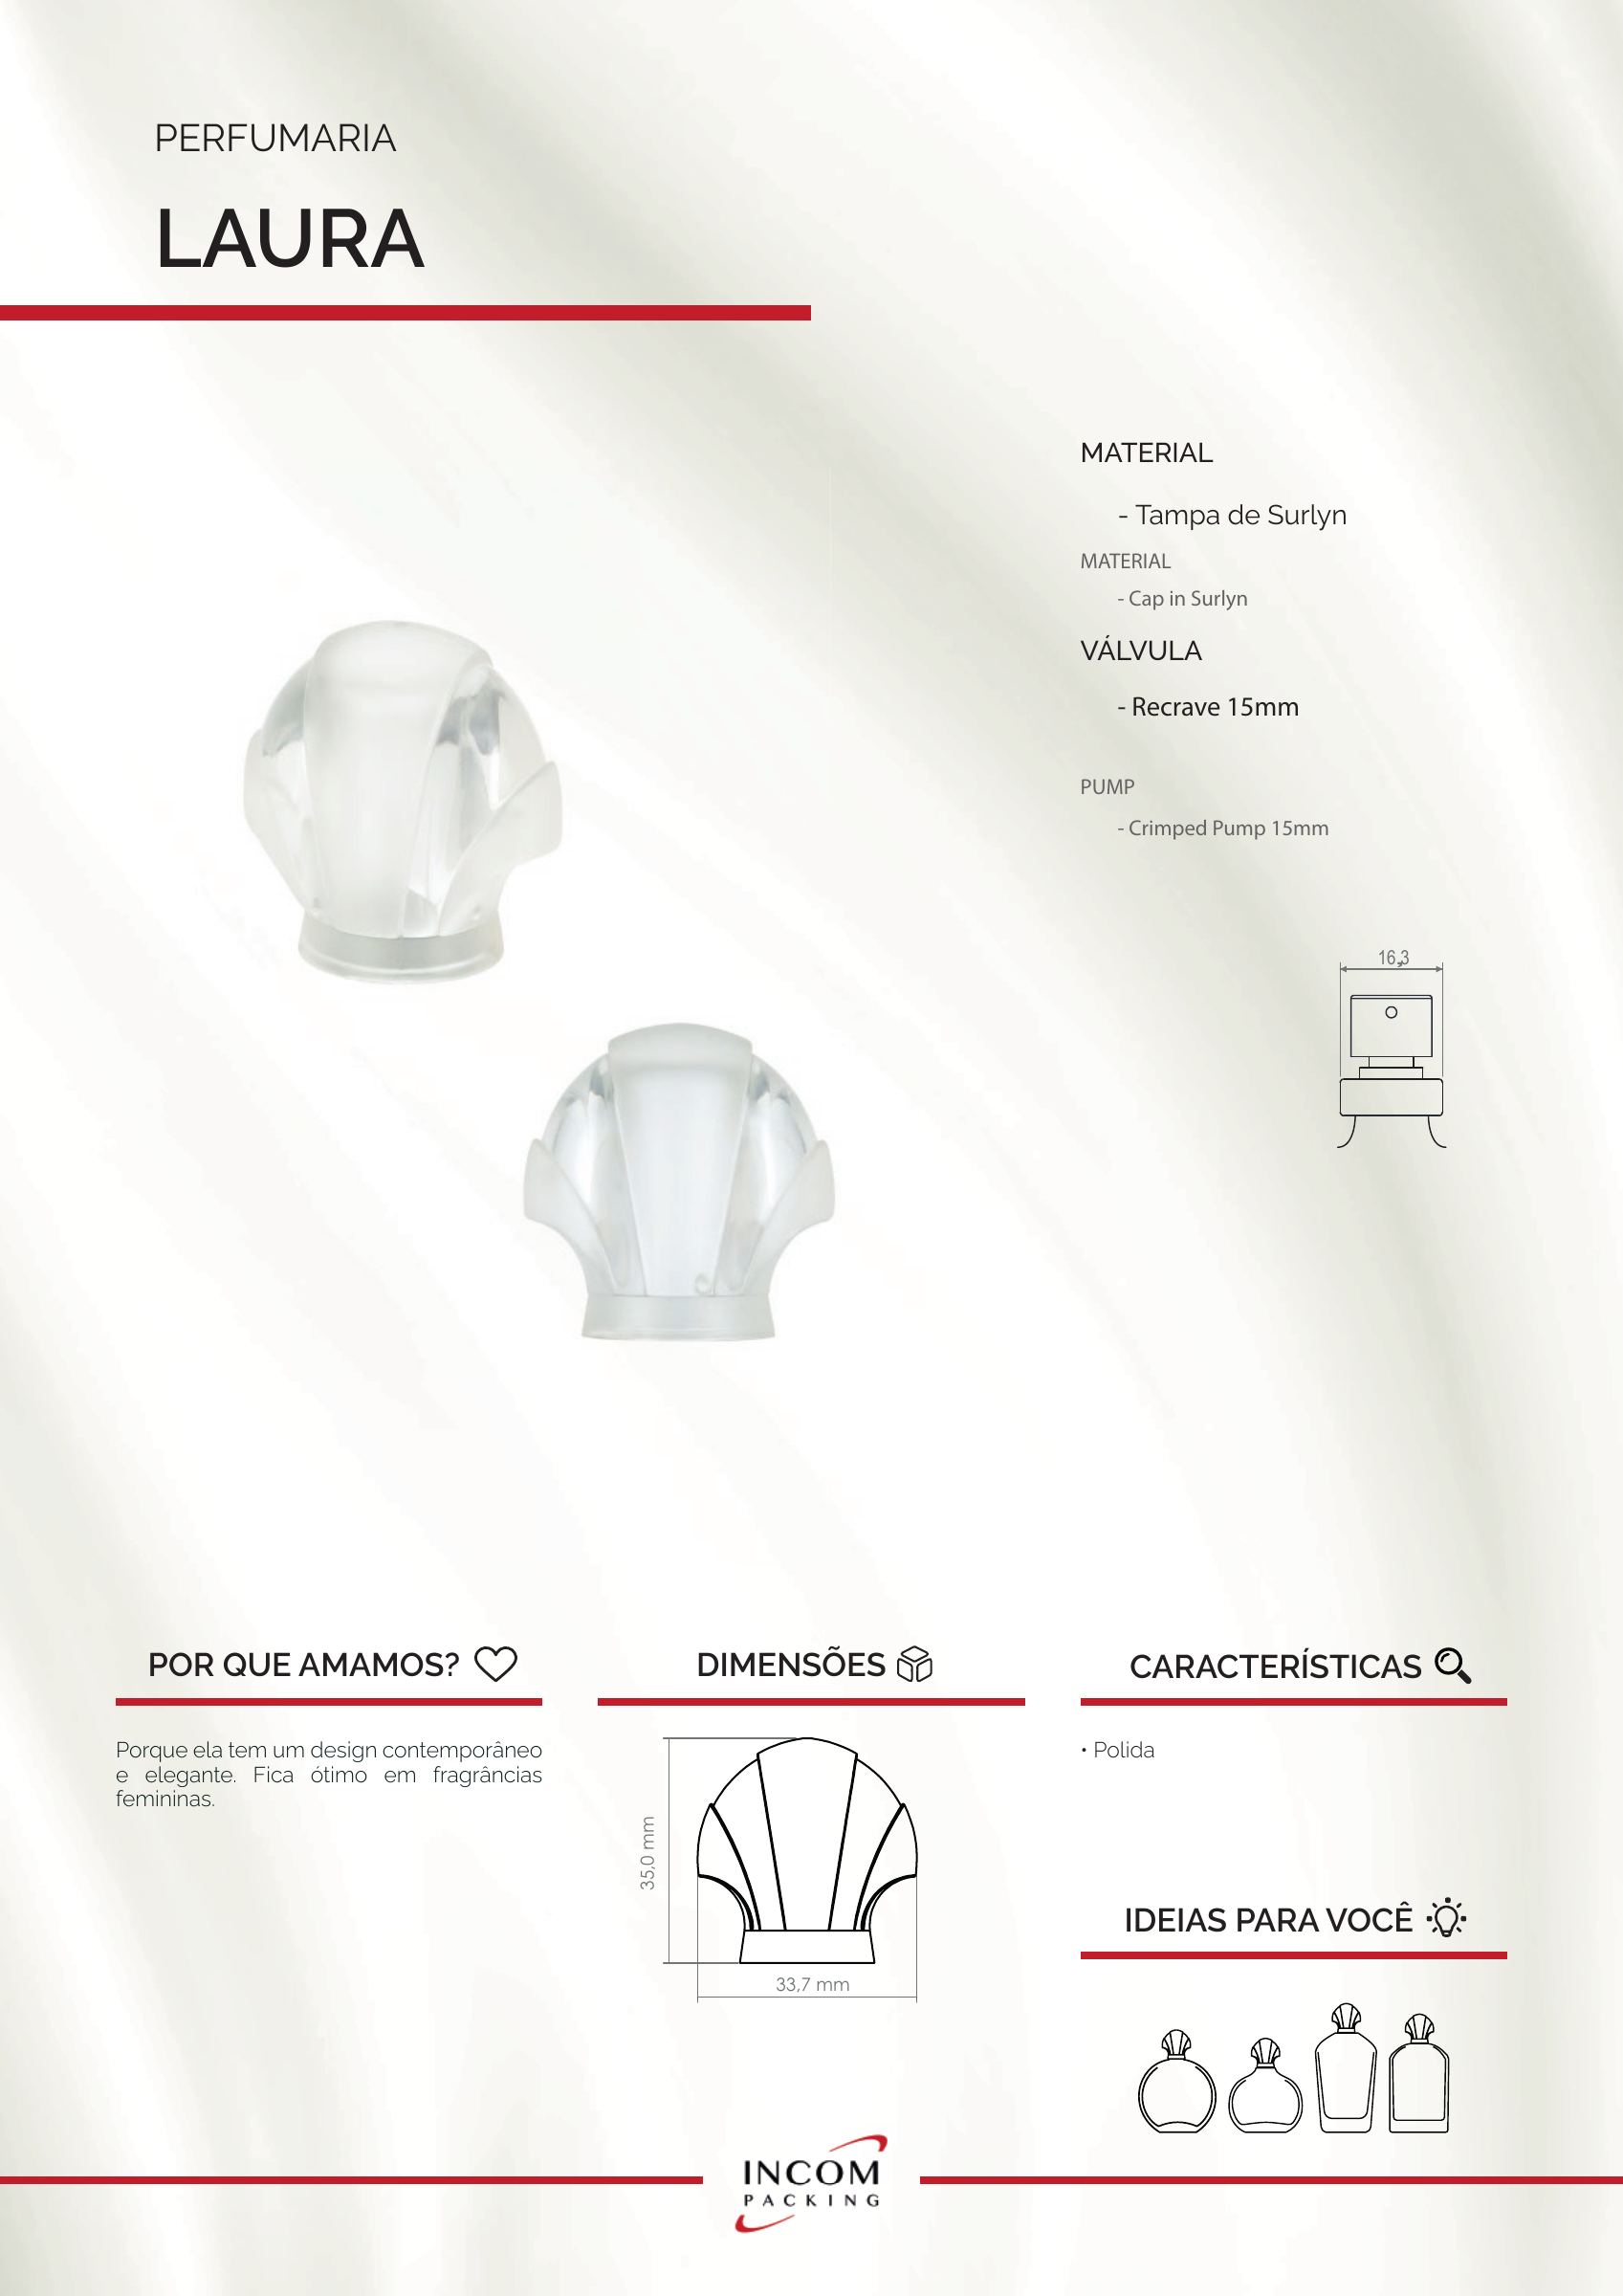 PERFUMARIA
LAURA
MATERIAL
- Tampa de Surlyn
MATERIAL
- Cap in Surlyn
VÁLVULA
- Recrave 15mm
PUMP
- Crimped Pump 15mm
16,3
POR QUE AMAMOS?
Porque ela tem um design contemporâneo
e elegante. Fica ótimo em fragrâncias
femininas.
DIMENSÕES
35,0 mm
33,7 mm
CARACTERÍSTICAS
• Polida
IDEIAS PARA VOCÊ
INCOM
PACKING